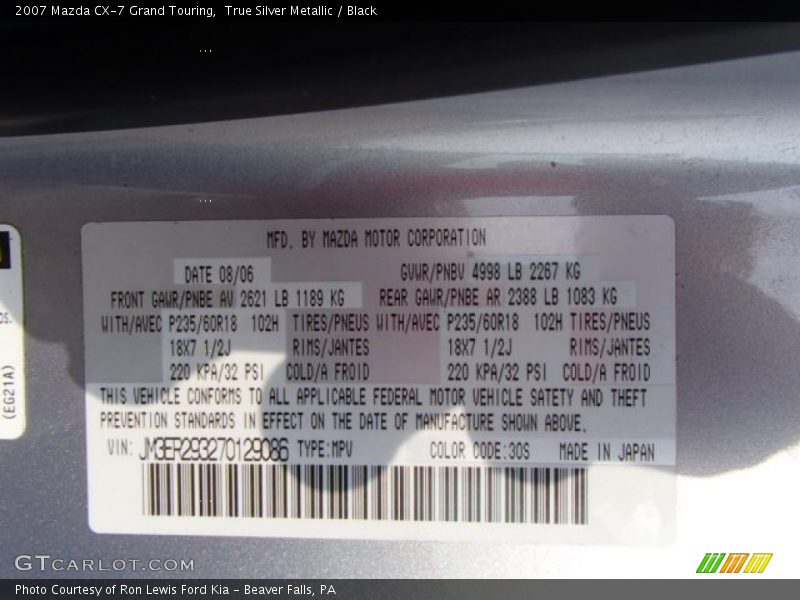 2007 Mazda CX-7 Grand Touring,  True Silver Metallic / Black
MFD. BY MAZDA MOTOR CORPORATION
DATE 08/06 GVWR/PNBV 4998 LB 2267 KG
FRONT GAWR/PNBE AV 2621 LB 1189 KG REAR GAWR/PNBE AR 2388 LB 1083 KG
WITH/AVEC P235/60R18 102H TIRES/PNEUS WITH/AVEC P235/60R18 102H TIRES/PNEUS
18X7 1/2J RIMS/JANTES 18X7 1/2J RIMS/JANTES
220 KPA/32 PSI COLD/A FROID 220 KPA/32 PSI COLD/A FROID
THIS VEHICLE CONFORMS TO ALL APPLICABLE FEDERAL MOTOR VEHICLE SAFETY AND THEFT
PREVENTION STANDARDS IN EFFECT ON THE DATE OF MANUFACTURE SHOWN ABOVE.
VIN: JM3ER293270129086 TYPE:MPV COLOR CODE:30S MADE IN JAPAN
(EG21A)
GTCARLOT.COM
Photo Courtesy of Ron Lewis Ford Kia - Beaver Falls, PA